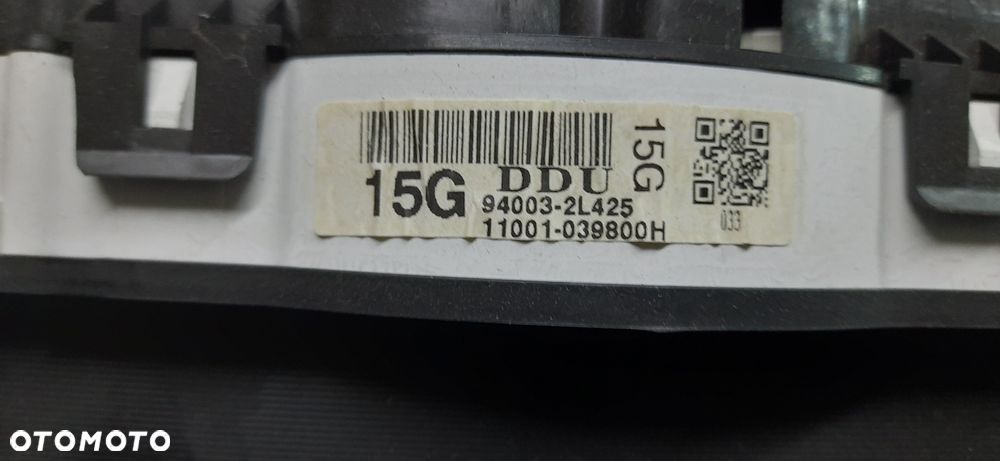 15G
DDU
94003-2L425
11001-039800H
15G
033
OTOMOTO